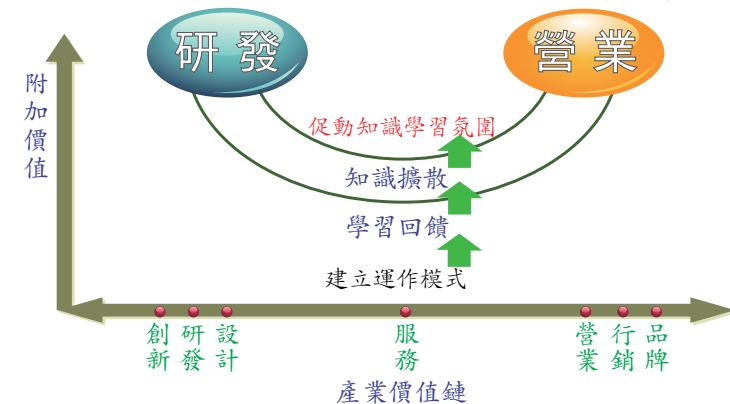 研發
營業
附加價值
促動知識學習氛圍
知識擴散
學習回饋
建立運作模式
創新
研發
設計
服務
營業
行銷
品牌
產業價值鏈